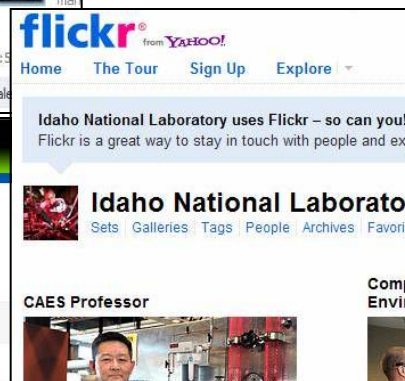 flickr® from YAHOO!
Home The Tour Sign Up Explore
Idaho National Laboratory uses Flickr – so can you!
Flickr is a great way to stay in touch with people and ex
Idaho National Laborato
Sets Galleries Tags People Archives Favori
CAES Professor
Comp
Envir